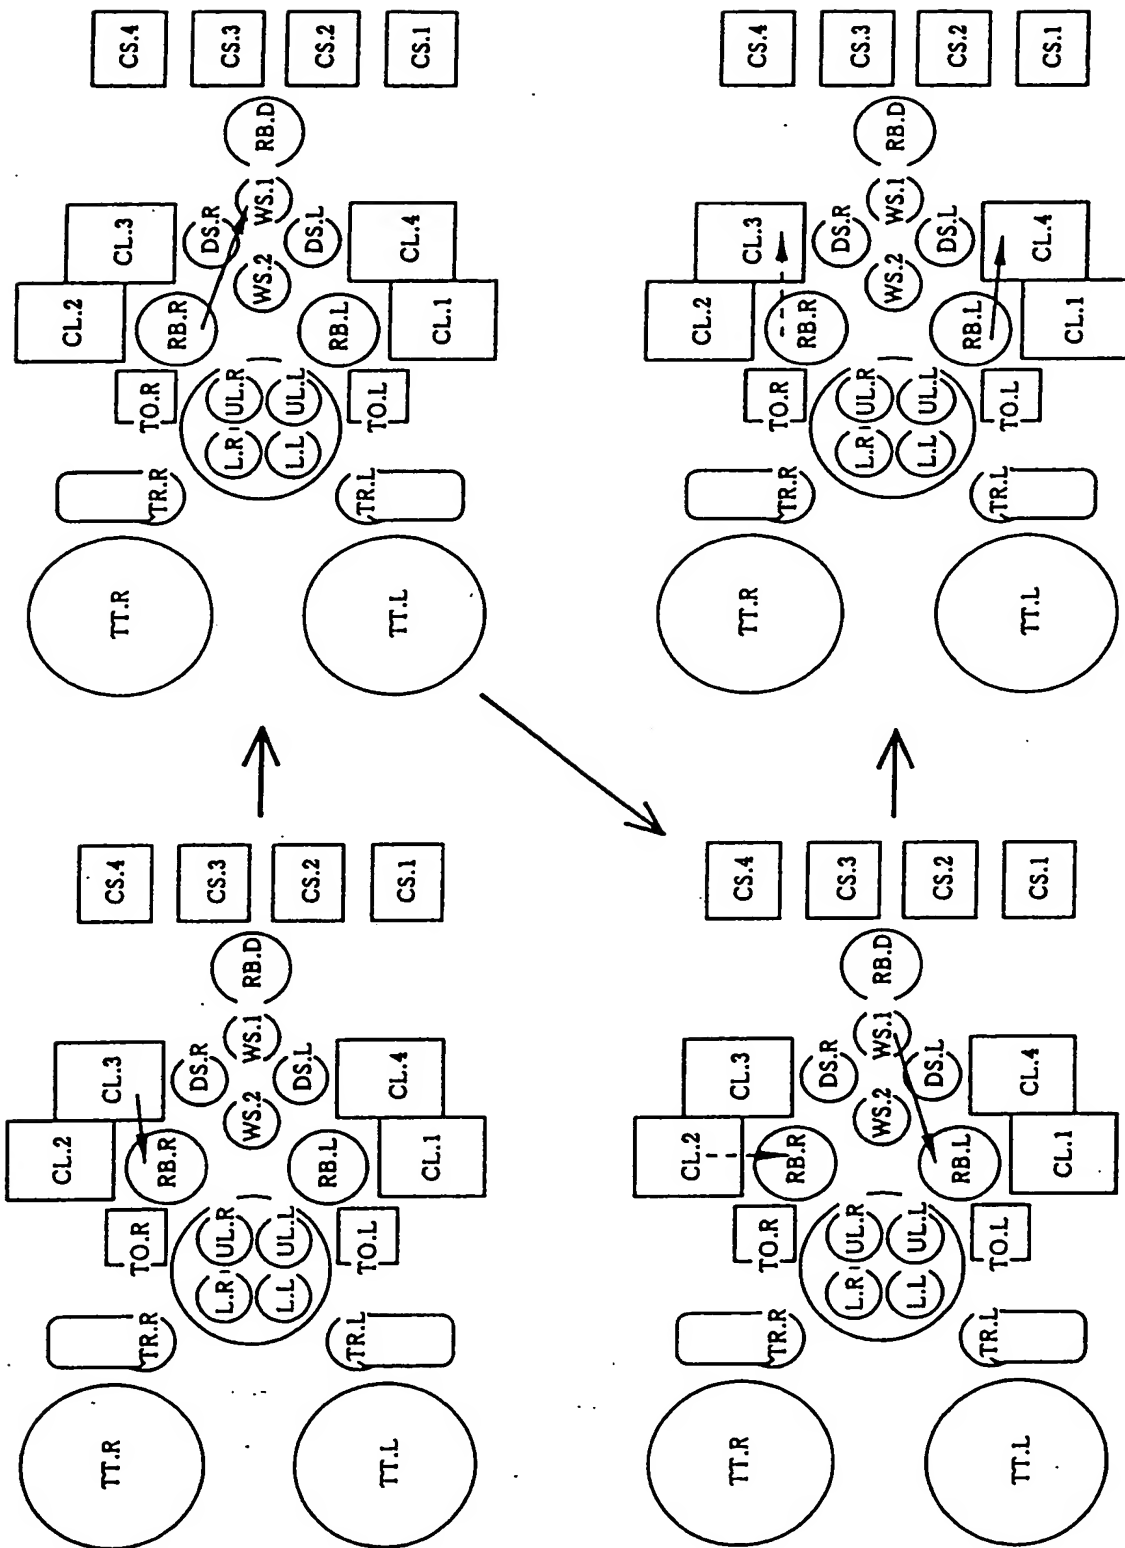 CS.4
CS.3
CS.2
CS.1
RB.D
CL.3
DS.R
WS.1
DS.L
CL.4
CL.2
RB.R
WS.2
RB.L
CL.1
TO.R
UL.R
UL.L
TO.L
L.R
L.L
TR.R
TR.L
TT.R
TT.L
CS.4
CS.3
CS.2
CS.1
RB.D
CL.3
DS.R
WS.1
DS.L
CL.4
CL.2
RB.R
WS.2
RB.L
CL.1
TO.R
UL.R
UL.L
TO.L
L.R
L.L
TR.R
TR.L
TT.R
TT.L
CS.4
CS.3
CS.2
CS.1
RB.D
CL.3
DS.R
WS.1
DS.L
CL.4
CL.2
RB.R
WS.2
RB.L
CL.1
TO.R
UL.R
UL.L
TO.L
L.R
L.L
TR.R
TR.L
TT.R
TT.L
CS.4
CS.3
CS.2
CS.1
RB.D
CL.3
DS.R
WS.1
DS.L
CL.4
CL.2
RB.R
WS.2
RB.L
CL.1
TO.R
UL.R
UL.L
TO.L
L.R
L.L
TR.R
TR.L
TT.R
TT.L